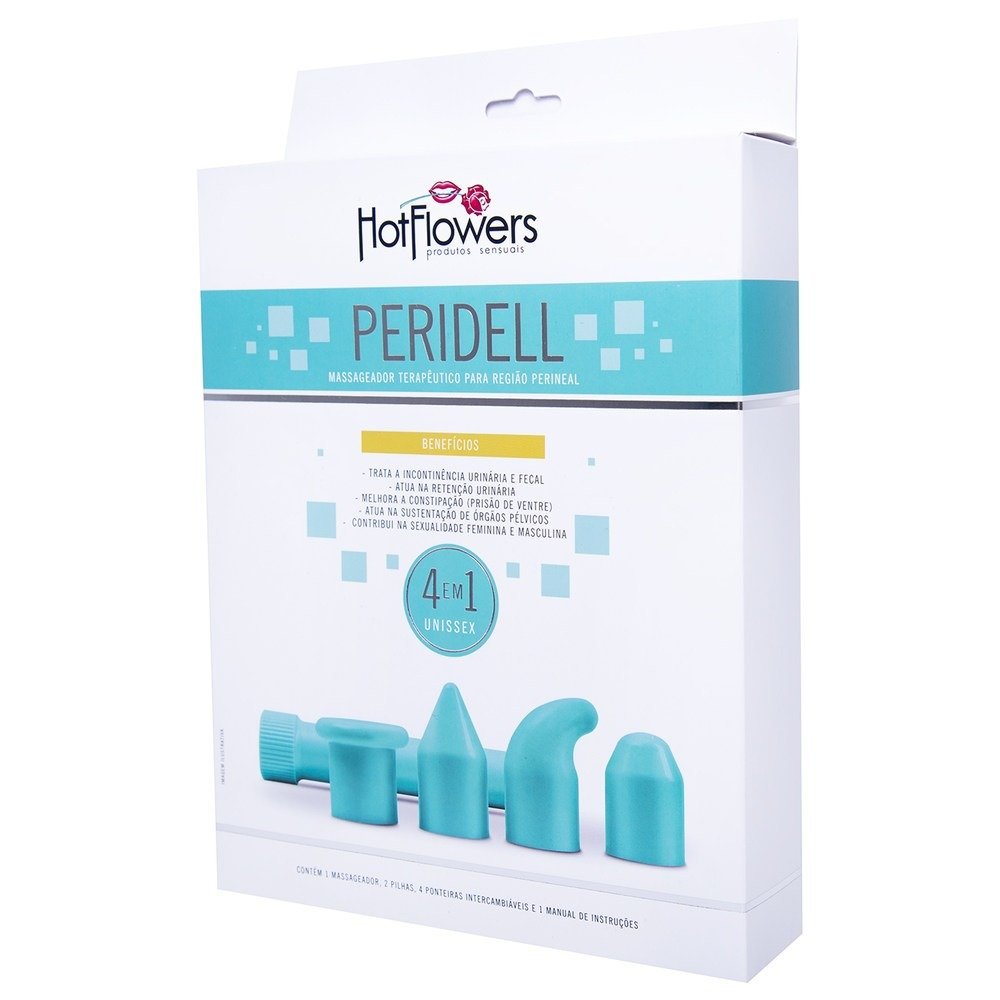 HotFlowers
produtos sensuais
PERIDELL
MASSAGEADOR TERAPÊUTICO PARA REGIÃO PERINEAL
BENEFÍCIOS
- TRATA A INCONTINÊNCIA URINÁRIA E FECAL
- ATUA NA RETENÇÃO URINÁRIA
- MELHORA A CONSTIPAÇÃO (PRISÃO DE VENTRE)
- ATUA NA SUSTENTAÇÃO DE ÓRGÃOS PÉLVICOS
- CONTRIBUI NA SEXUALIDADE FEMININA E MASCULINA
4 EM 1
UNISSEX
IMAGEM ILUSTRATIVA
CONTÉM 1 MASSAGEADOR, 2 PILHAS, 4 PONTEIRAS INTERCAMBIÁVEIS E 1 MANUAL DE INSTRUÇÕES